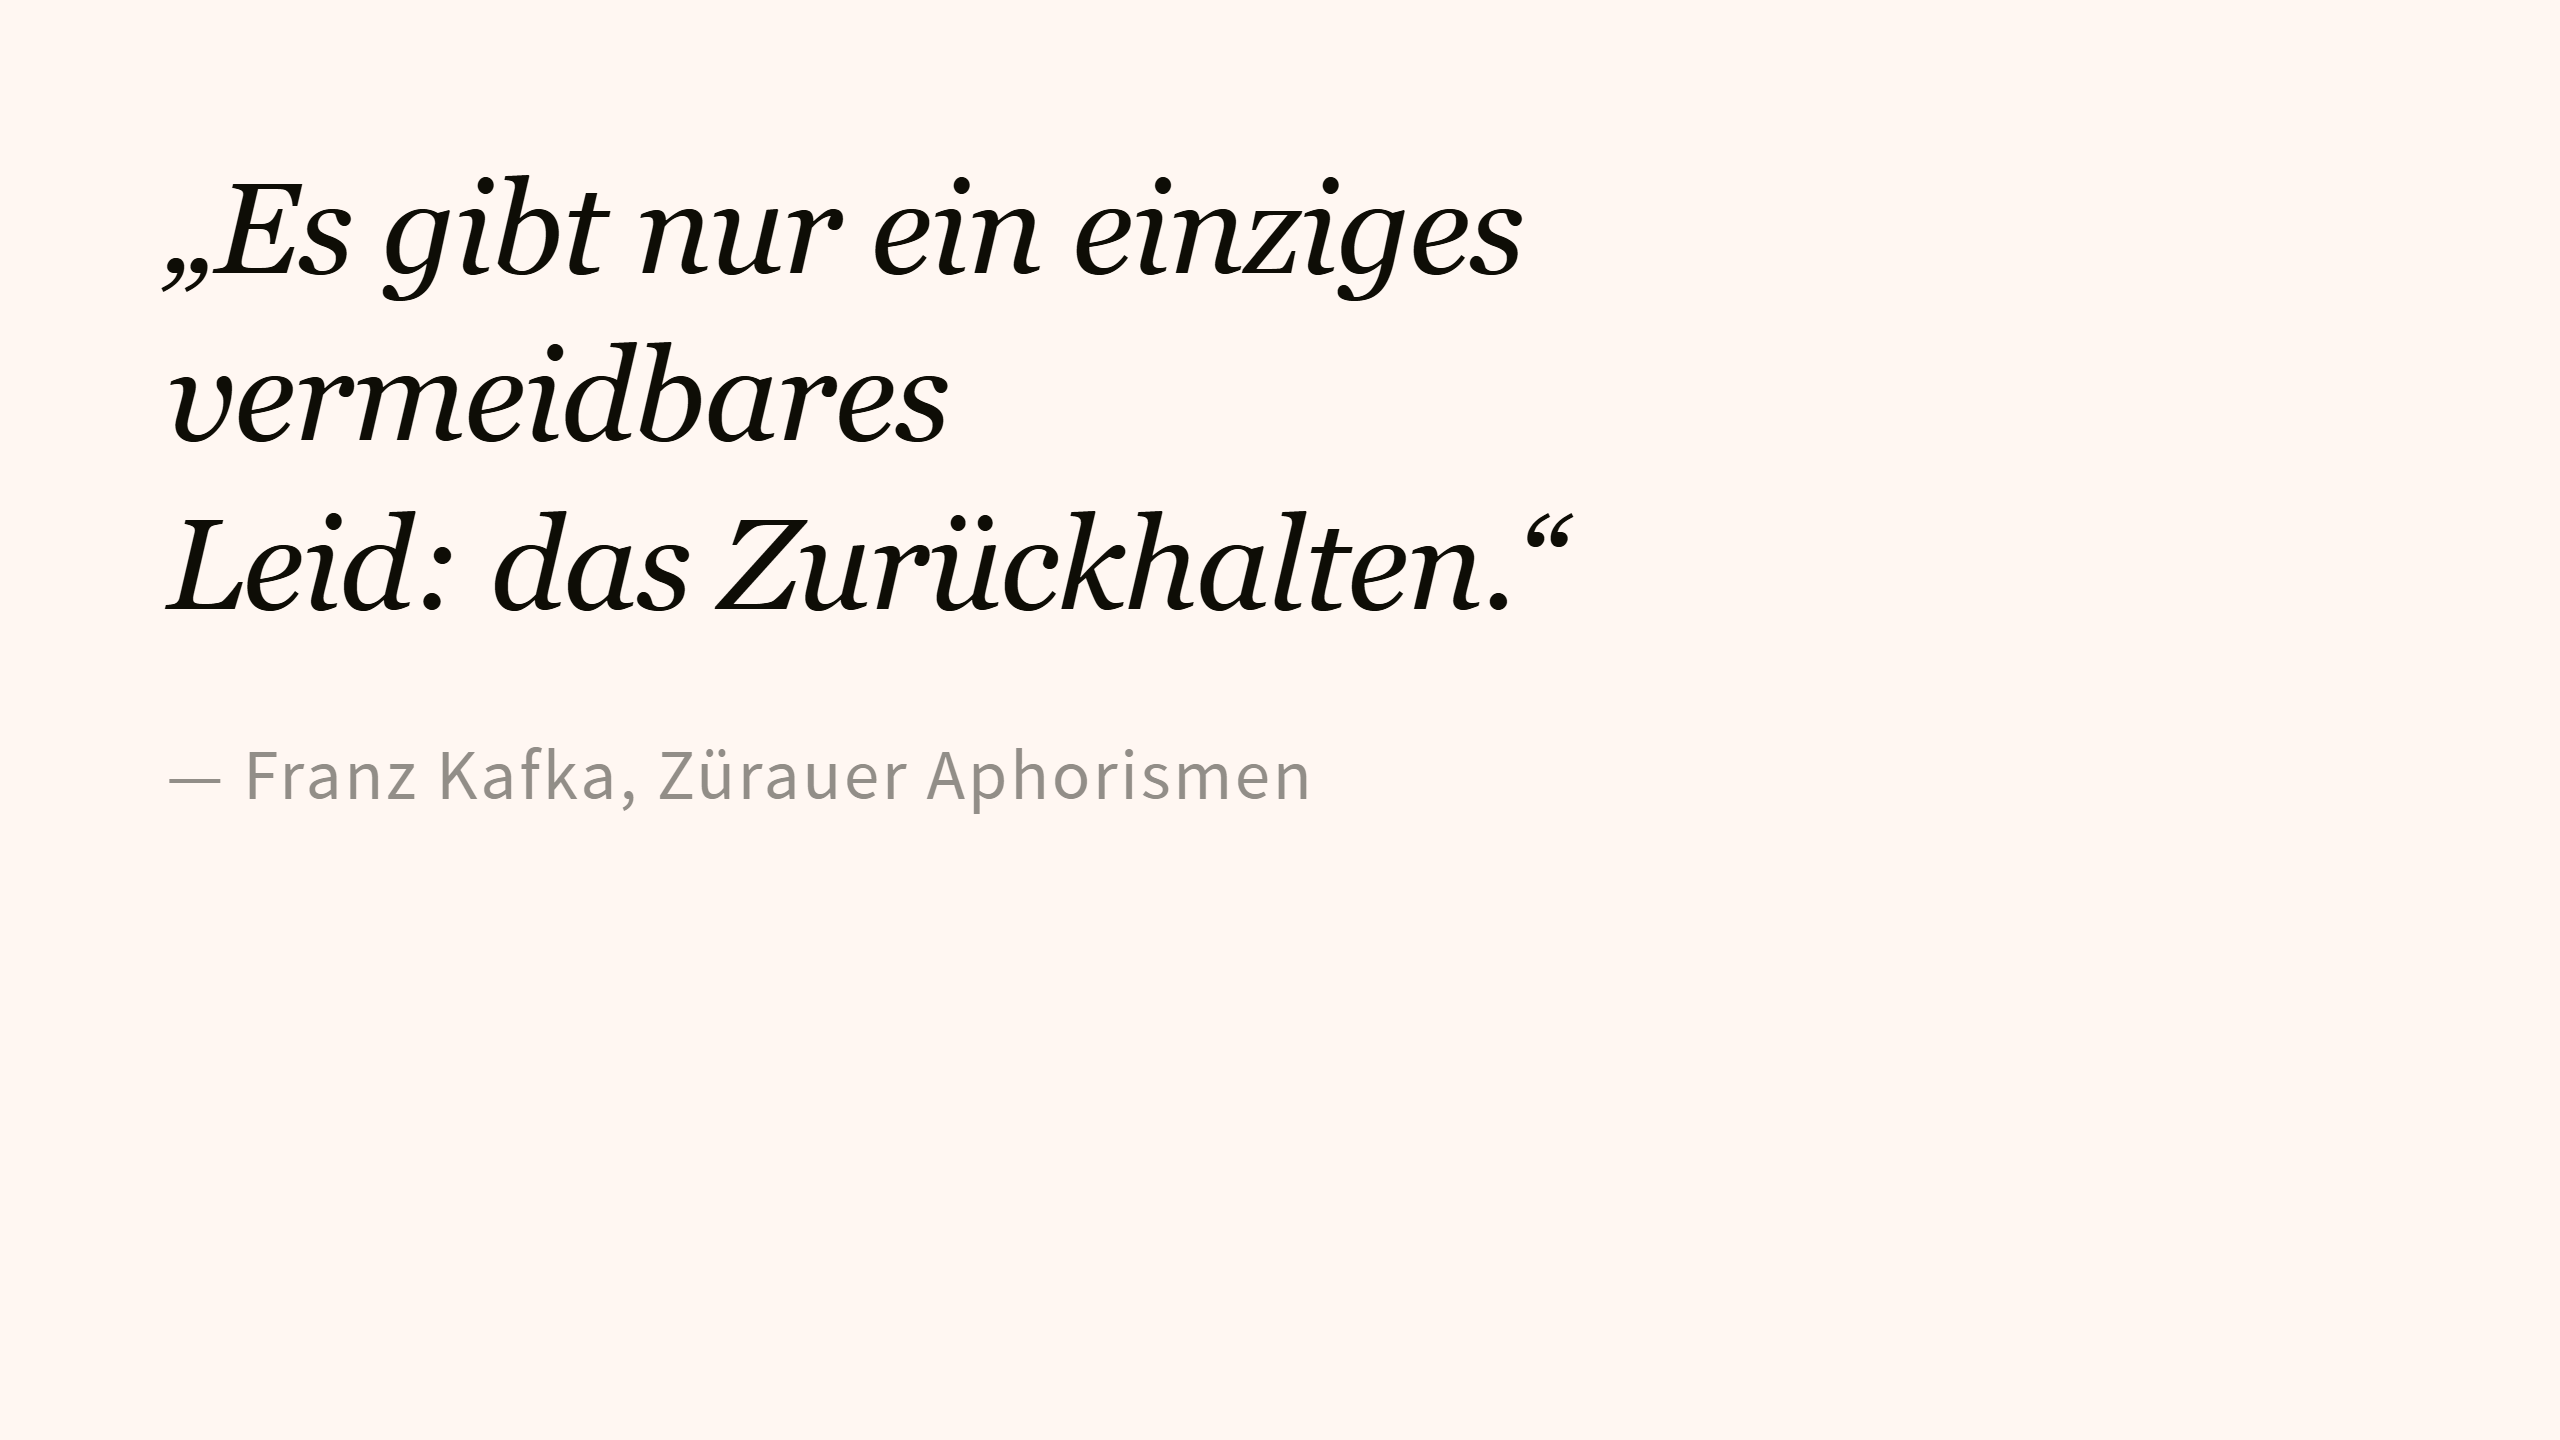 „Es gibt nur ein einziges
vermeidbares
Leid: das Zurückhalten.“
— Franz Kafka, Zürauer Aphorismen